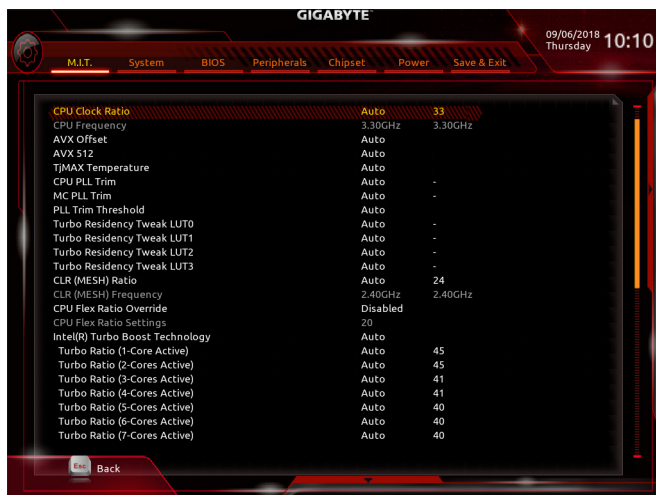 GIGABYTE™
09/06/2018 Thursday 10:10
M.I.T. System BIOS Peripherals Chipset Power Save & Exit
CPU Clock Ratio Auto 33
CPU Frequency 3.30GHz 3.30GHz
AVX Offset Auto
AVX 512 Auto
TjMAX Temperature Auto
CPU PLL Trim Auto -
MC PLL Trim Auto -
PLL Trim Threshold Auto
Turbo Residency Tweak LUT0 Auto -
Turbo Residency Tweak LUT1 Auto -
Turbo Residency Tweak LUT2 Auto -
Turbo Residency Tweak LUT3 Auto -
CLR (MESH) Ratio Auto 24
CLR (MESH) Frequency 2.40GHz 2.40GHz
CPU Flex Ratio Override Disabled
CPU Flex Ratio Settings 20
Intel(R) Turbo Boost Technology Auto
Turbo Ratio (1-Core Active) Auto 45
Turbo Ratio (2-Cores Active) Auto 45
Turbo Ratio (3-Cores Active) Auto 41
Turbo Ratio (4-Cores Active) Auto 41
Turbo Ratio (5-Cores Active) Auto 40
Turbo Ratio (6-Cores Active) Auto 40
Turbo Ratio (7-Cores Active) Auto 40
Esc Back